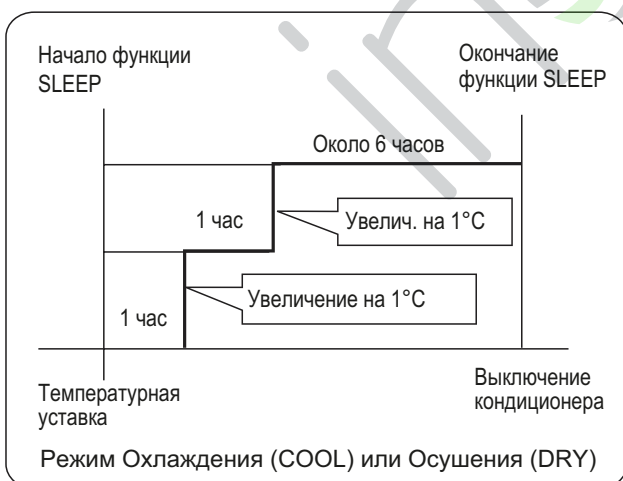 Начало функции
SLEEP
Окончание
функции SLEEP
Около 6 часов
1 час
Увелич. на 1°C
Увеличение на 1°C
1 час
Температурная
уставка
Выключение
кондиционера
Режим Охлаждения (COOL) или Осушения (DRY)